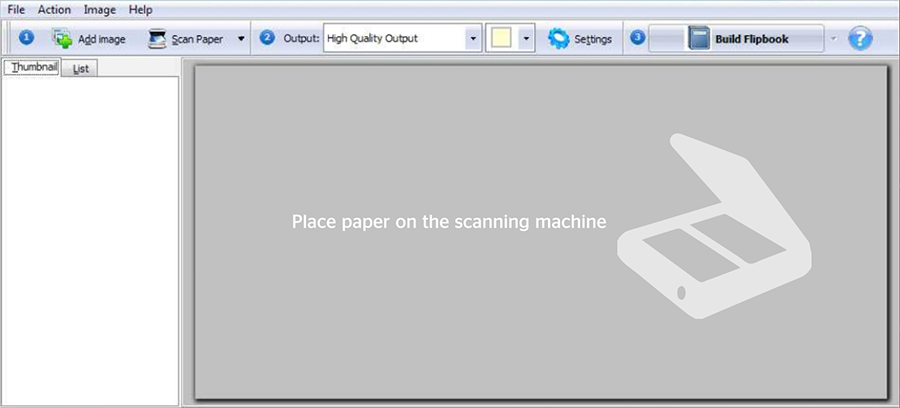 File Action Image Help
1 Add image Scan Paper 2 Output: High Quality Output Settings 3 Build Flipbook ?
Thumbnail List
Place paper on the scanning machine